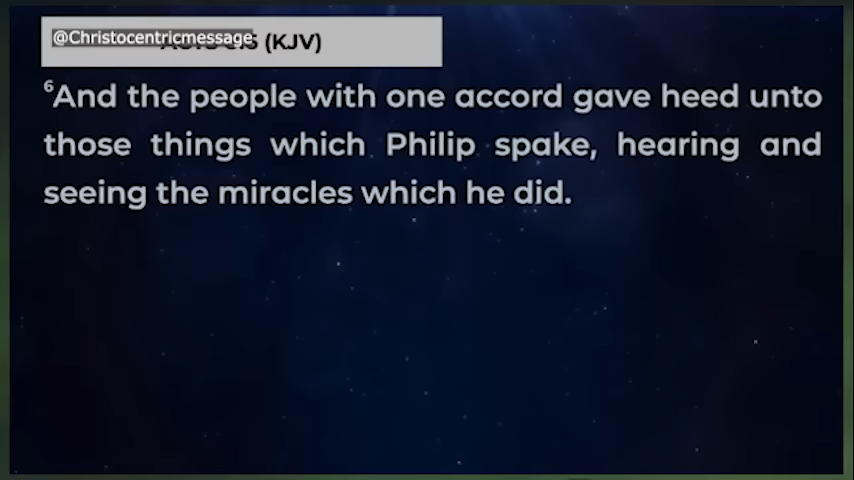 @Christocentricmessage
(KJV)
6And the people with one accord gave heed unto
those things which Philip spake, hearing and
seeing the miracles which he did.